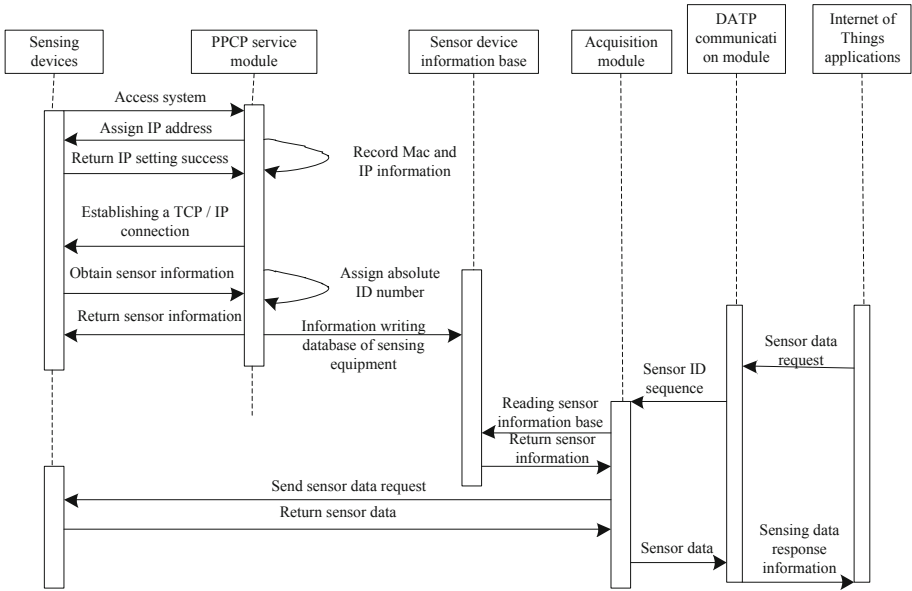 Sensing
devices
PPCP service
module
Sensor device
information base
Acquisition
module
DATP
communicati
on module
Internet of
Things
applications
Access system
Assign IP address
Return IP setting success
Record Mac and
IP information
Establishing a TCP / IP
connection
Obtain sensor information
Assign absolute
ID number
Return sensor information
Information writing
database of sensing
equipment
Sensor data
request
Sensor ID
sequence
Reading sensor
information base
Return sensor
information
Send sensor data request
Return sensor data
Sensor data
Sensing data
response
information